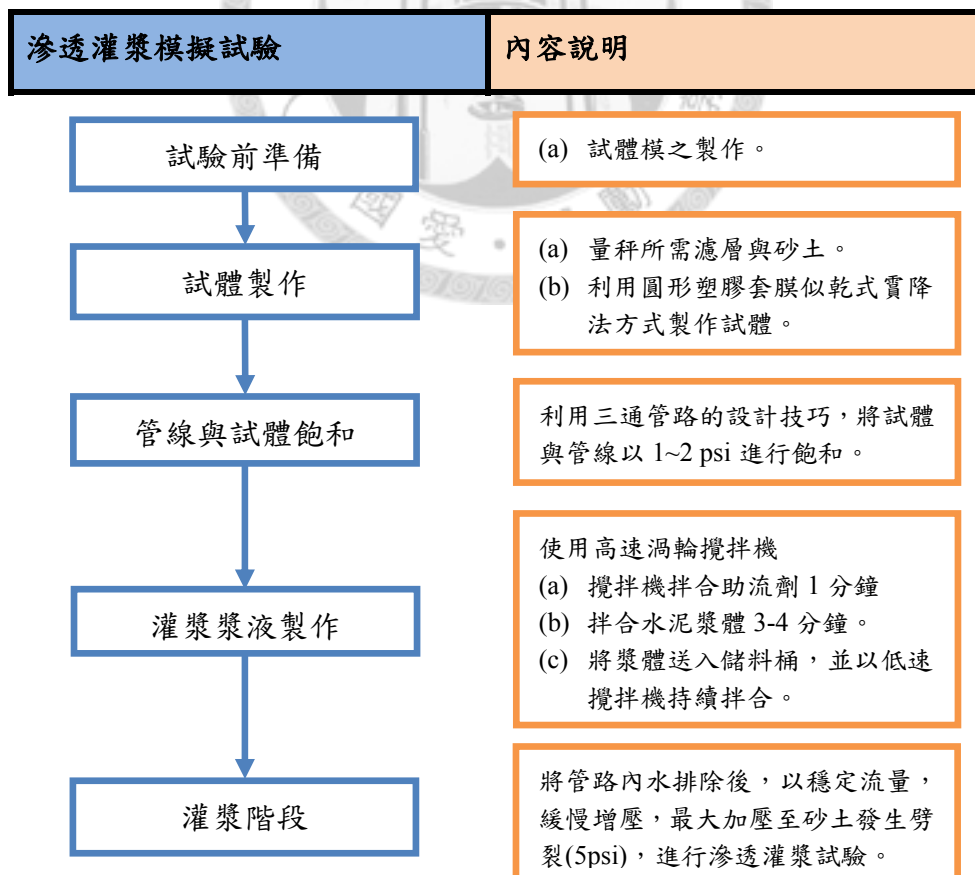 滲透灌漿模擬試驗
內容說明
試驗前準備
(a) 試體模之製作。
試體製作
(a) 量秤所需濾層與砂土。
(b) 利用圓形塑膠套膜似乾式霣降
法方式製作試體。
管線與試體飽和
利用三通管路的設計技巧，將試體
與管線以 1~2 psi 進行飽和。
灌漿漿液製作
使用高速渦輪攪拌機
(a) 攪拌機拌合助流劑 1 分鐘
(b) 拌合水泥漿體 3-4 分鐘。
(c) 將漿體送入儲料桶，並以低速
攪拌機持續拌合。
灌漿階段
將管路內水排除後，以穩定流量，
緩慢增壓，最大加壓至砂土發生劈
裂(5psi)，進行滲透灌漿試驗。
國 愛